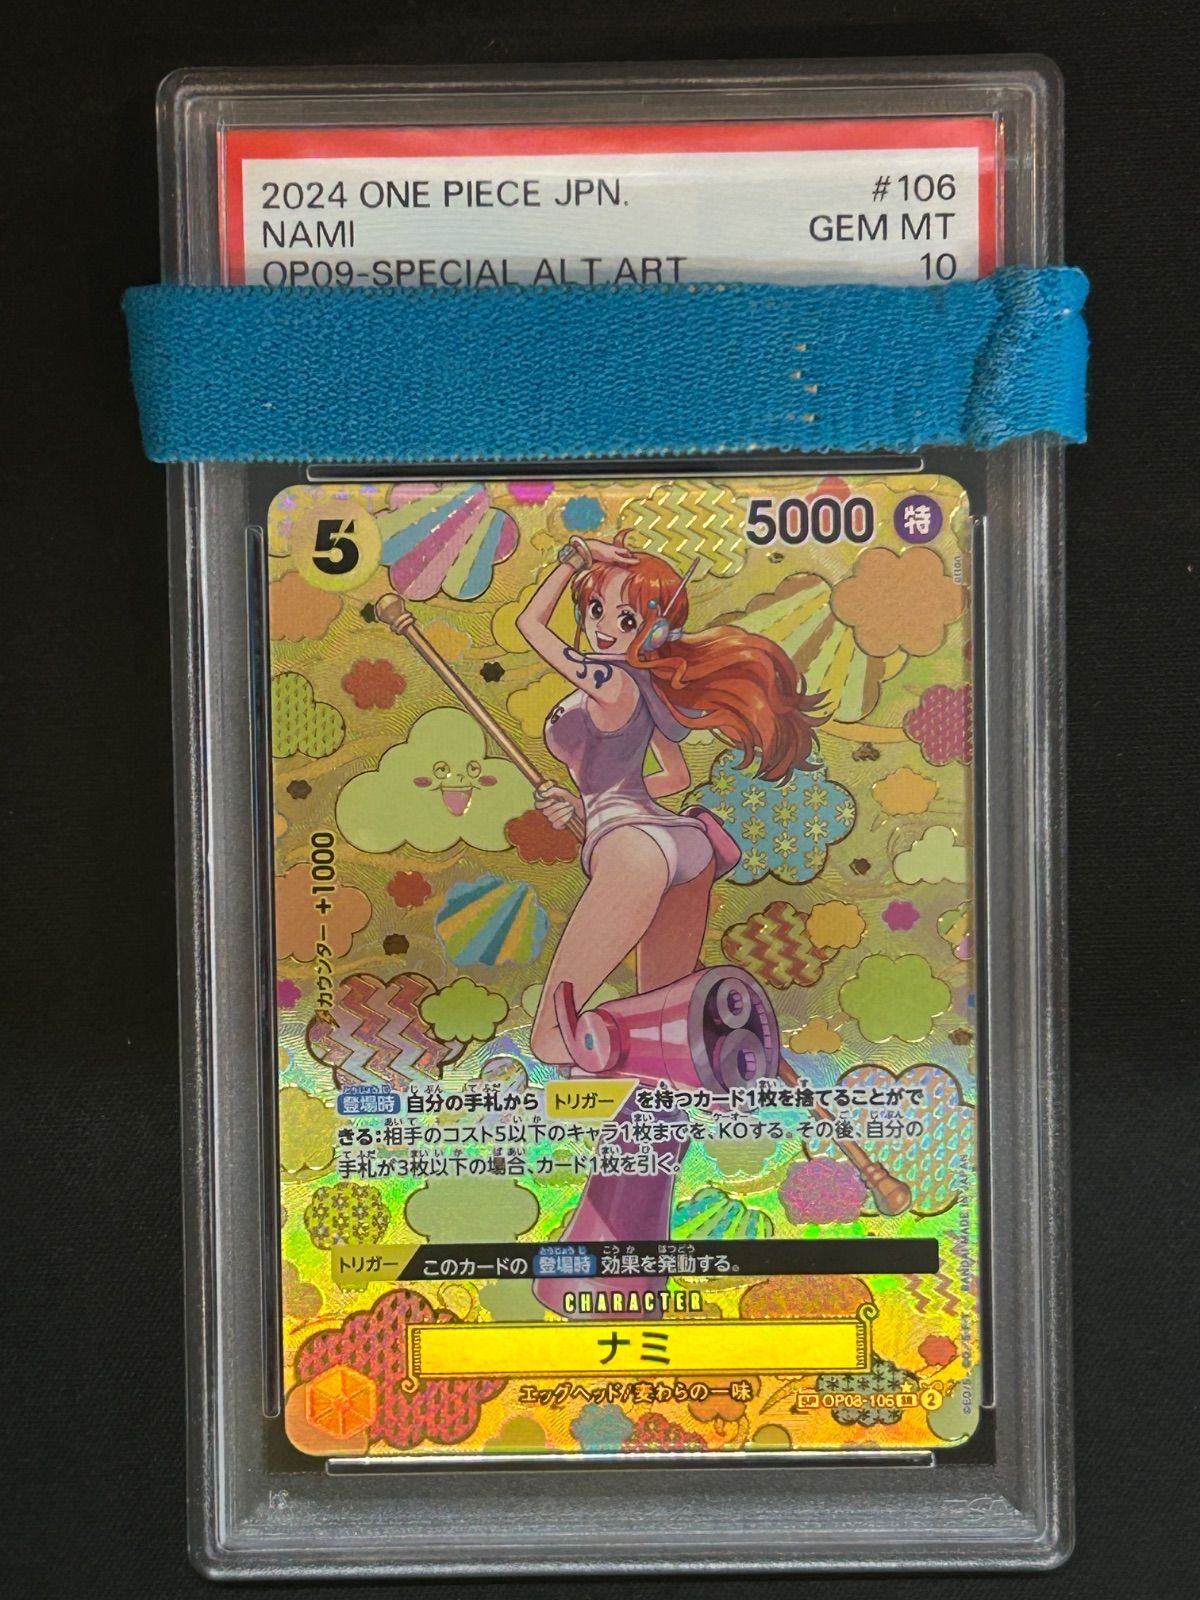 2024 ONE PIECE JPN. #106
NAMI GEM MT
OP09-SPECIAL ALT.ART 10
5 5000 特
カウンター +1000
登場時 自分の手札から トリガー を持つカード1枚を捨てることがで
きる:相手のコスト5以下のキャラ1枚までを、KOする。その後、自分の
手札が3枚以下の場合、カード1枚を引く。
トリガー このカードの 登場時 効果を発動する。
CHARACTER
ナミ
エッグヘッド/麦わらの一味
SP OP08-106 SR 2
BANDAI MADE IN JAPAN